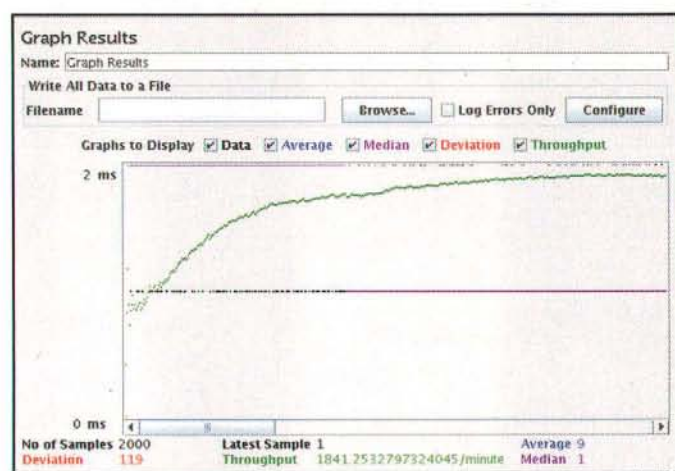 Graph Results
Name: Graph Results
Write All Data to a File
Filename Browse... Log Errors Only Configure
Graphs to Display Data Average Median Deviation Throughput
2 ms
0 ms
No of Samples 2000 Latest Sample 1 Average 9
Deviation 119 Throughput 1841.2532797324045/minute Median 1